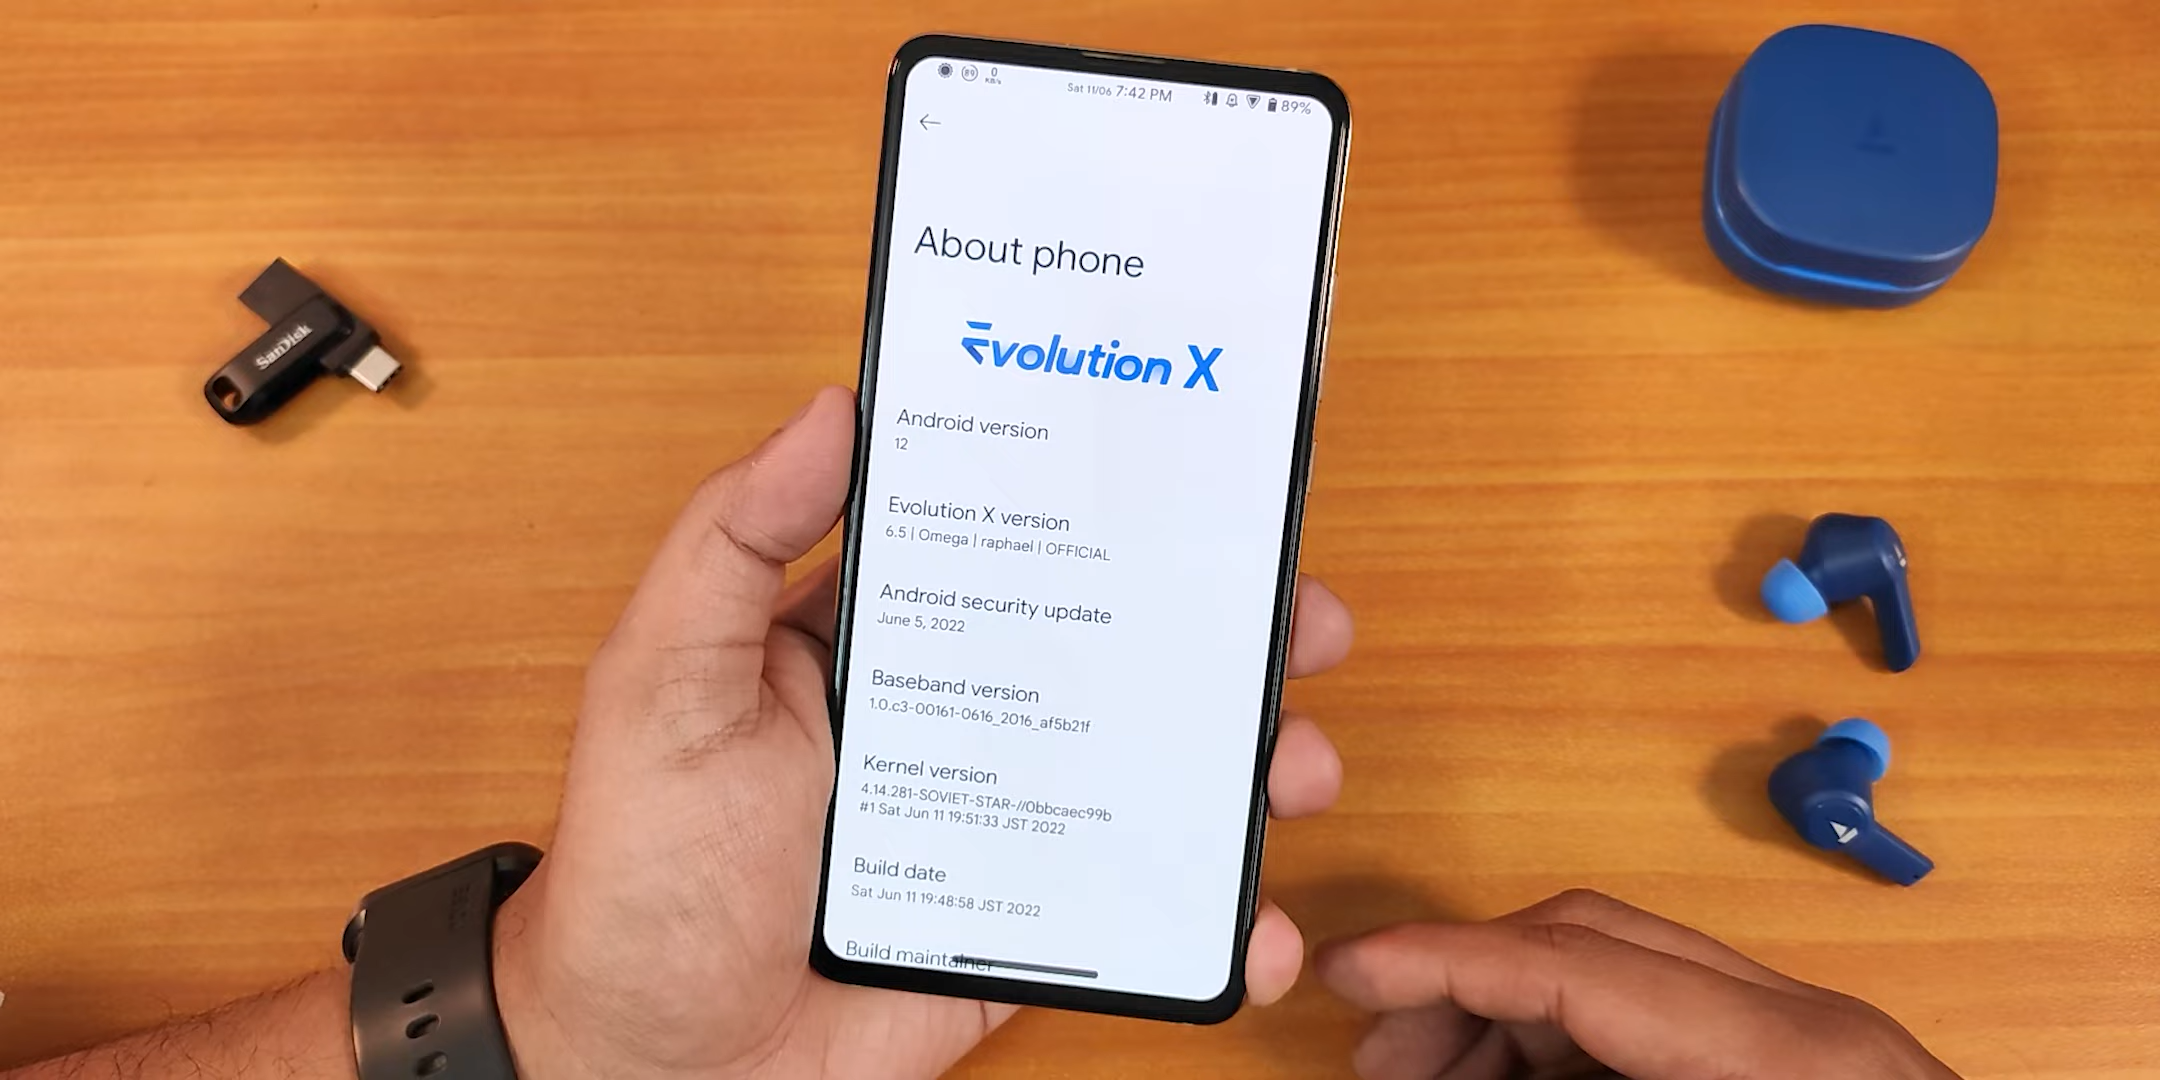 0
KB/s
Sat 11/06 7:42 PM
89%
About phone
Evolution X
Android version
12
Evolution X version
6.5 | Omega | raphael | OFFICIAL
Android security update
June 5, 2022
Baseband version
1.0.c3-00161-0616_2016_af5b21f
Kernel version
4.14.281-SOVIET-STAR-//0bbcaec99b
#1 Sat Jun 11 19:51:33 JST 2022
Build date
Sat Jun 11 19:48:58 JST 2022
Build maintainer
SanDisk